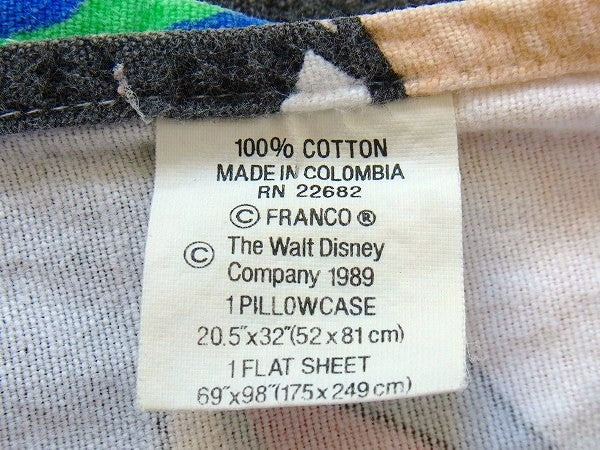 100% COTTON
MADE IN COLOMBIA
RN 22682
© FRANCO ®
© The Walt Disney
Company 1989
1 PILLOWCASE
20.5"x32"(52 x 81 cm)
1 FLAT SHEET
69"x98"(175 x 249 cm)